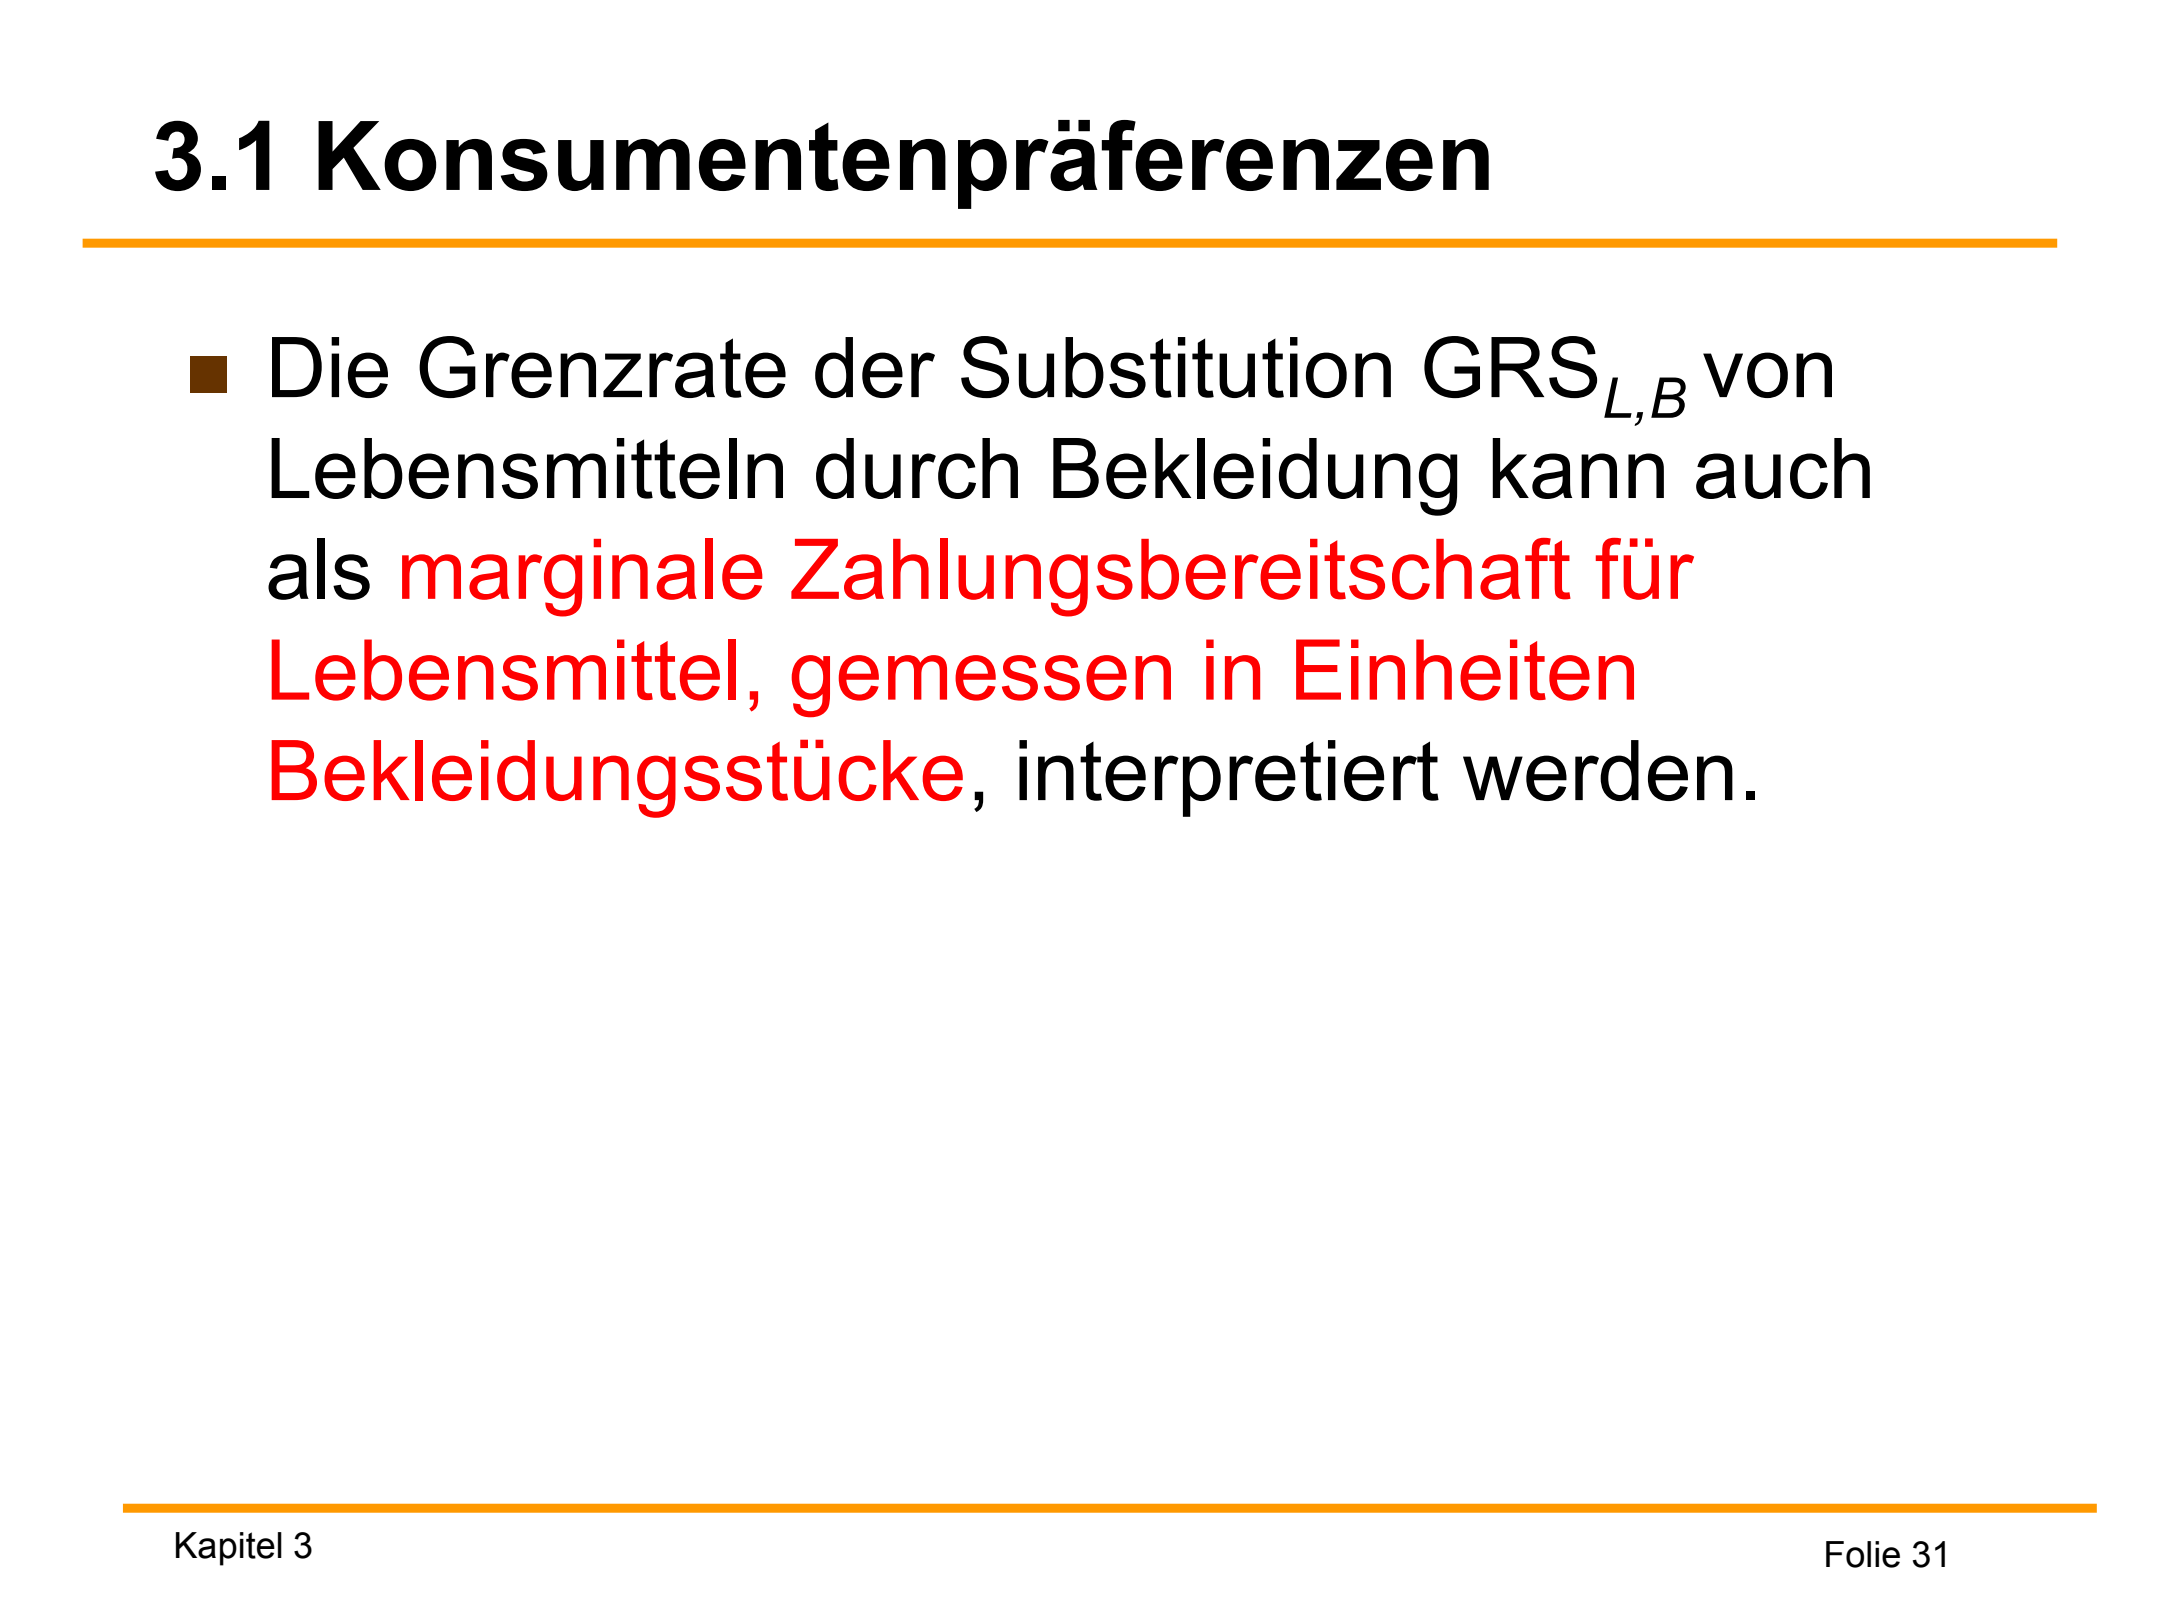 3.1 Konsumentenpräferenzen
Die Grenzrate der Substitution GRS L,B von
Lebensmitteln durch Bekleidung kann auch
als marginale Zahlungsbereitschaft für
Lebensmittel, gemessen in Einheiten
Bekleidungsstücke, interpretiert werden.
Kapitel 3
Folie 31